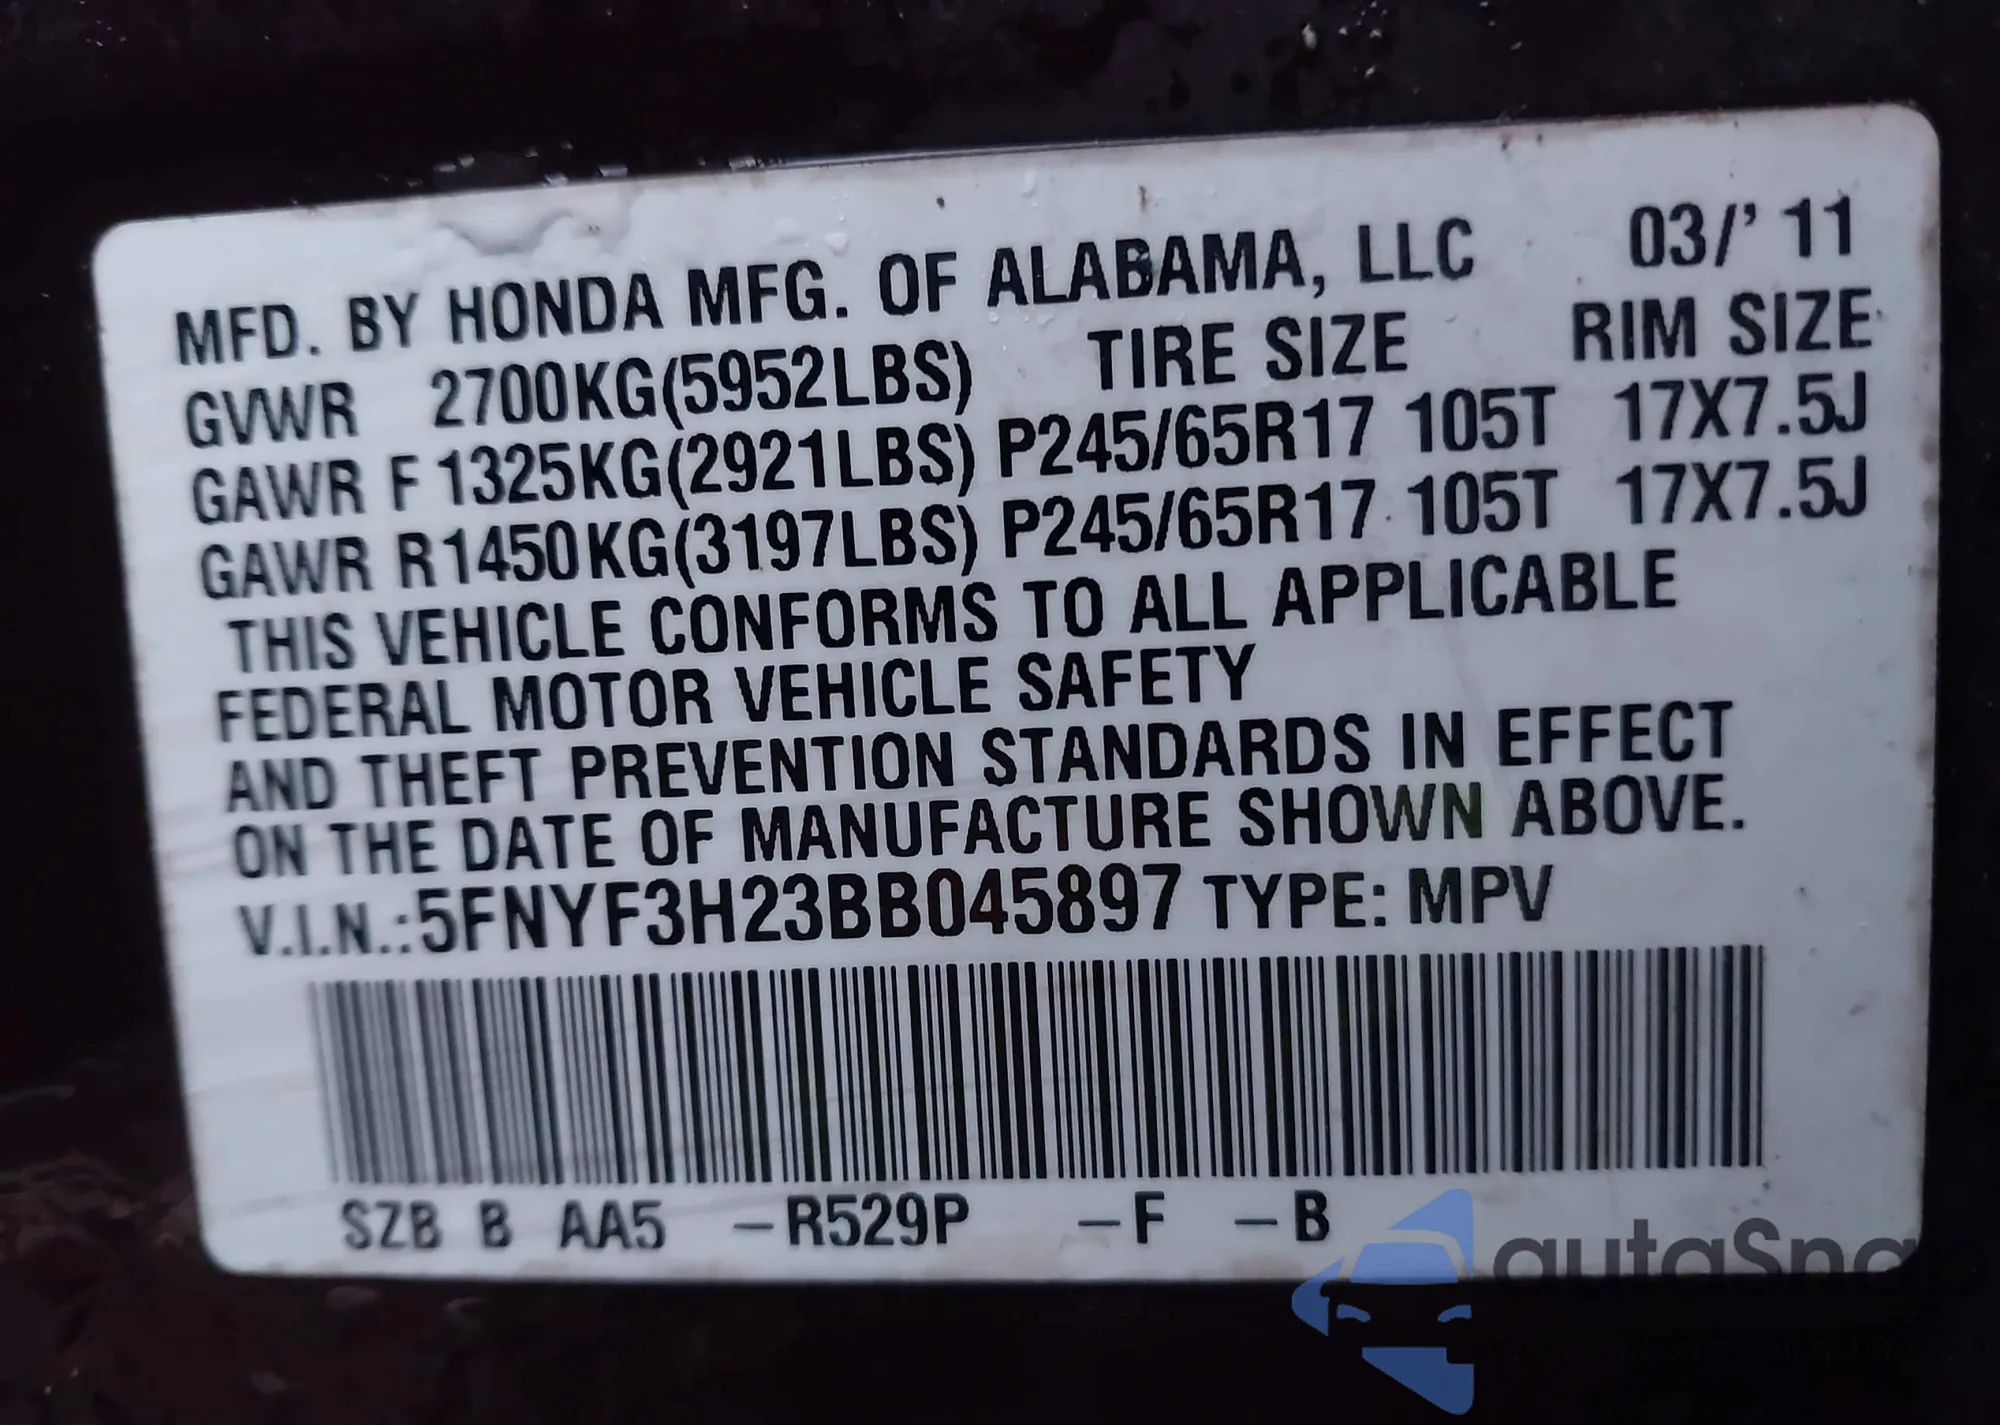 MFD. BY HONDA MFG. OF ALABAMA, LLC 03/' 11
GVWR 2700KG(5952LBS) TIRE SIZE RIM SIZE
GAWR F 1325KG(2921LBS) P245/65R17 105T 17X7.5J
GAWR R 1450KG(3197LBS) P245/65R17 105T 17X7.5J
THIS VEHICLE CONFORMS TO ALL APPLICABLE
FEDERAL MOTOR VEHICLE SAFETY
AND THEFT PREVENTION STANDARDS IN EFFECT
ON THE DATE OF MANUFACTURE SHOWN ABOVE.
V.I.N.:5FNYF3H23BB045897 TYPE: MPV
SZB B AA5 -R529P -F -B
autaSna